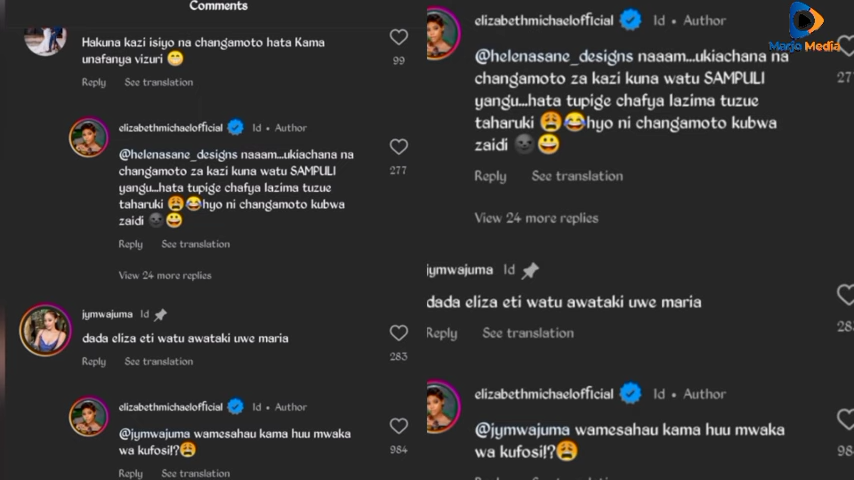 Comments
Hakuna kazi isiyo na changamoto hata Kama
unafanya vizuri 😁
99
Reply See translation
elizabethmichaelofficial 1d • Author
@helenasane_designs naaam...ukiachana na
changamoto za kazi kuna watu SAMPULI
yangu...hata tupige chafya lazima tuzue
taharuki 😩😂hyo ni changamoto kubwa
zaidi 🌚😀
277
Reply See translation
View 24 more replies
jymwajuma 1d
dada eliza eti watu awataki uwe maria
283
Reply See translation
elizabethmichaelofficial 1d • Author
@jymwajuma wamesahau kama huu mwaka
wa kufosi!?😩
984
Reply See translation
Marja Media
elizabethmichaelofficial 1d • Author
@helenasane_designs naaam...ukiachana na
changamoto za kazi kuna watu SAMPULI
yangu...hata tupige chafya lazima tuzue
taharuki 😩😂hyo ni changamoto kubwa
zaidi 🌚😀
27
Reply See translation
View 24 more replies
jymwajuma 1d
dada eliza eti watu awataki uwe maria
28
Reply See translation
elizabethmichaelofficial 1d • Author
@jymwajuma wamesahau kama huu mwaka
wa kufosi!?😩
98